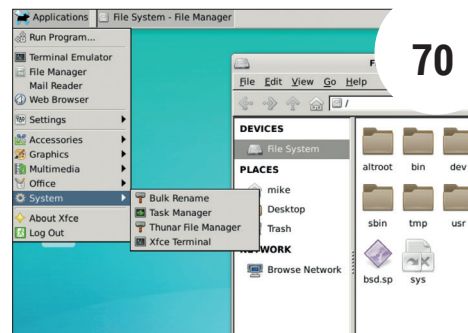 Applications File System - File Manager
Run Program...
Terminal Emulator
File Manager
Mail Reader
Web Browser
Settings
Accessories
Graphics
Multimedia
Office
System
About Xfce
Log Out
Bulk Rename
Task Manager
Thunar File Manager
Xfce Terminal
70
File Edit View Go Help
/
DEVICES
File System
PLACES
mike
Desktop
Trash
Browse Network
altroot bin dev
sbin tmp usr
bsd.sp sys